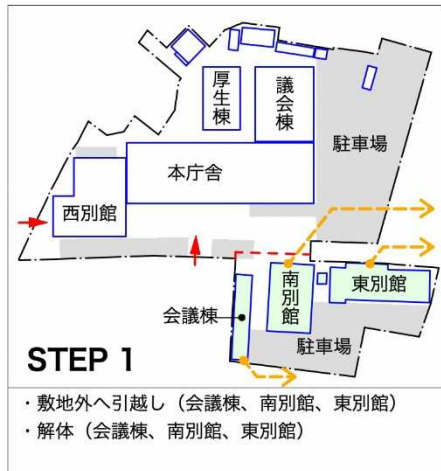 厚生棟
議会棟
駐車場
本庁舎
西別館
南別館
東別館
会議棟
駐車場
STEP 1
・敷地外へ引越し（会議棟、南別館、東別館）
・解体（会議棟、南別館、東別館）